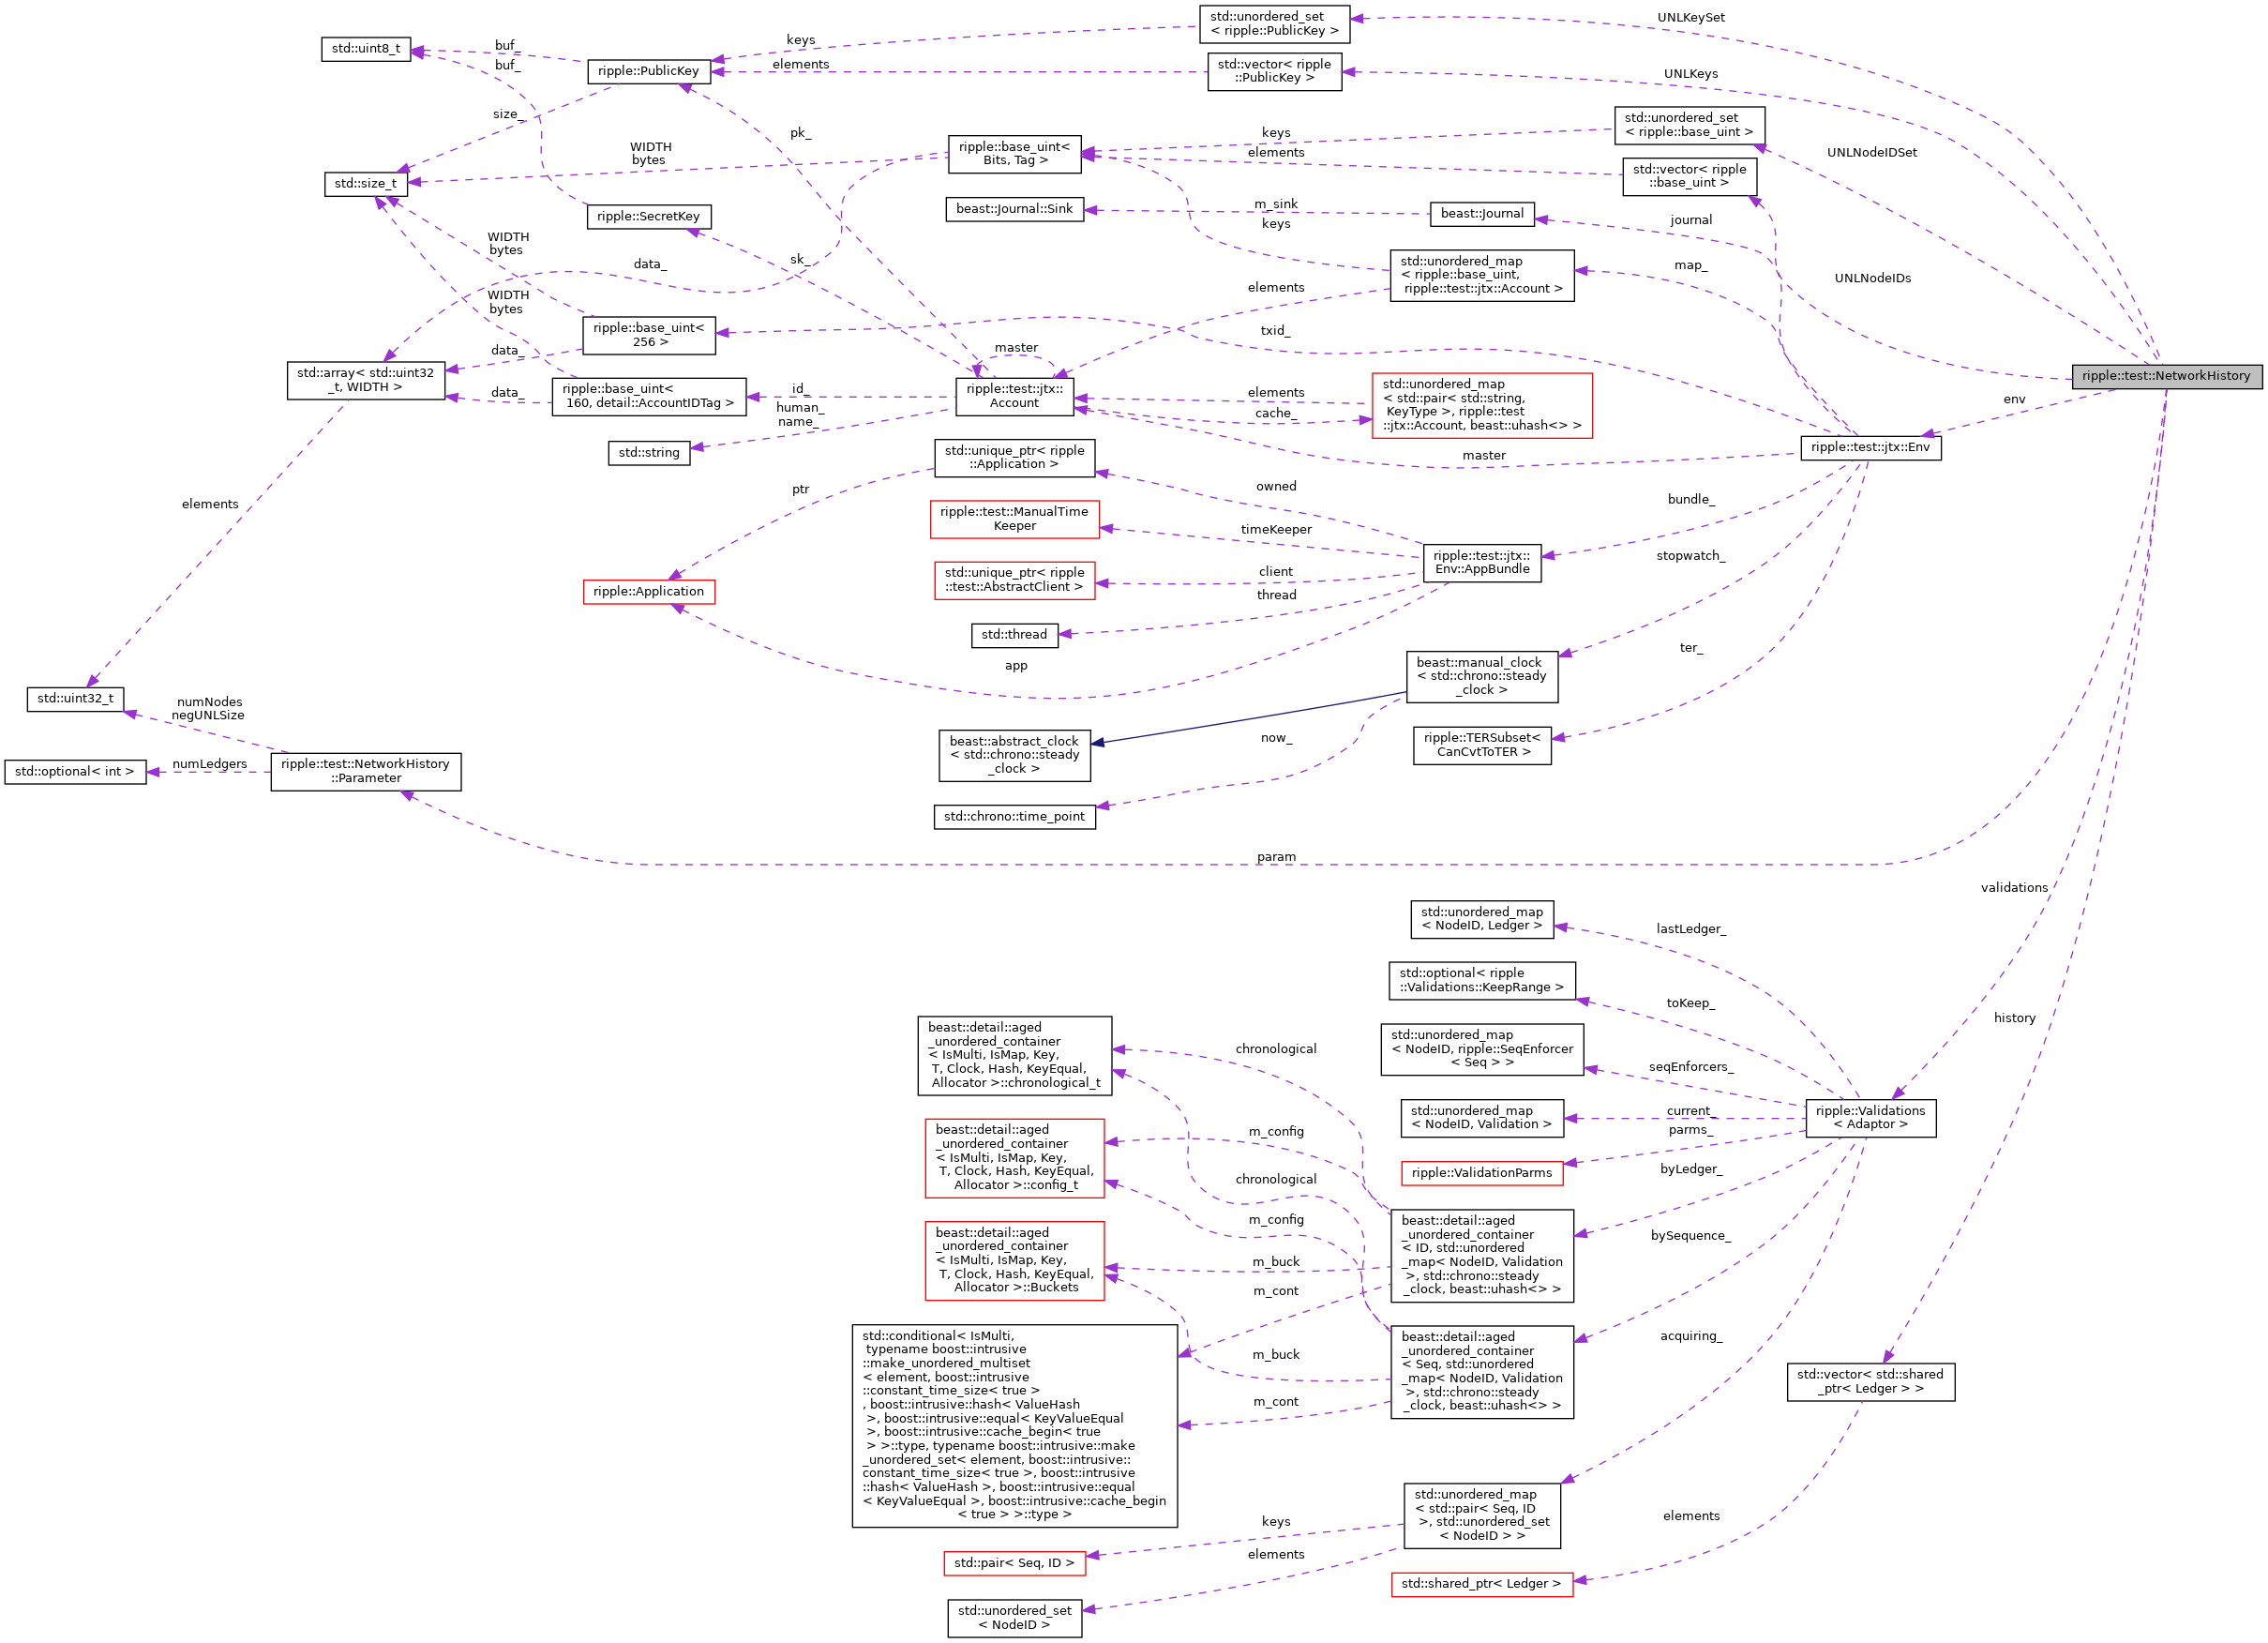 std::unordered_set
< ripple::PublicKey >
UNLKeySet
std::uint8_t
buf_
buf_
keys
ripple::PublicKey
elements
std::vector< ripple
::PublicKey >
UNLKeys
size_
pk_
std::unordered_set
< ripple::base_uint >
keys
WIDTH
bytes
ripple::base_uint<
Bits, Tag >
elements
UNLNodeIDSet
std::vector< ripple
::base_uint >
std::size_t
ripple::SecretKey
beast::Journal::Sink
m_sink
beast::Journal
keys
journal
WIDTH
bytes
sk_
data_
std::unordered_map
< ripple::base_uint,
ripple::test::jtx::Account >
map_
UNLNodeIDs
WIDTH
bytes
elements
ripple::base_uint<
256 >
txid_
data_
master
std::array< std::uint32
_t, WIDTH >
ripple::test::NetworkHistory
data_
ripple::base_uint<
160, detail::AccountIDTag >
id_
ripple::test::jtx::
Account
elements
cache_
std::unordered_map
< std::pair< std::string,
KeyType >, ripple::test
::jtx::Account, beast::uhash<> >
env
human_
name_
std::string
master
ripple::test::jtx::Env
std::unique_ptr< ripple
::Application >
ptr
owned
bundle_
elements
ripple::test::ManualTime
Keeper
timeKeeper
ripple::test::jtx::
Env::AppBundle
stopwatch_
std::unique_ptr< ripple
::test::AbstractClient >
client
ripple::Application
thread
std::thread
app
ter_
beast::manual_clock
< std::chrono::steady
_clock >
std::uint32_t
numNodes
negUNLSize
beast::abstract_clock
< std::chrono::steady
_clock >
now_
ripple::TERSubset<
CanCvtToTER >
std::optional< int >
numLedgers
ripple::test::NetworkHistory
::Parameter
std::chrono::time_point
param
validations
std::unordered_map
< NodeID, Ledger >
lastLedger_
std::optional< ripple
::Validations::KeepRange >
toKeep_
history
beast::detail::aged
_unordered_container
< IsMulti, IsMap, Key,
T, Clock, Hash, KeyEqual,
Allocator >::chronological_t
chronological
std::unordered_map
< NodeID, ripple::SeqEnforcer
< Seq > >
seqEnforcers_
std::unordered_map
< NodeID, Validation >
current_
parms_
ripple::Validations
< Adaptor >
beast::detail::aged
_unordered_container
< IsMulti, IsMap, Key,
T, Clock, Hash, KeyEqual,
Allocator >::config_t
m_config
ripple::ValidationParms
byLedger_
chronological
m_config
beast::detail::aged
_unordered_container
< ID, std::unordered
_map< NodeID, Validation
>, std::chrono::steady
_clock, beast::uhash<> >
bySequence_
beast::detail::aged
_unordered_container
< IsMulti, IsMap, Key,
T, Clock, Hash, KeyEqual,
Allocator >::Buckets
m_buck
m_cont
std::conditional< IsMulti,
typename boost::intrusive
::make_unordered_multiset
< element, boost::intrusive
::constant_time_size< true >
, boost::intrusive::hash< ValueHash
>, boost::intrusive::equal< KeyValueEqual
>, boost::intrusive::cache_begin< true
> >::type, typename boost::intrusive::make
_unordered_set< element, boost::intrusive::
constant_time_size< true >, boost::intrusive
::hash< ValueHash >, boost::intrusive::equal
< KeyValueEqual >, boost::intrusive::cache_begin
< true > >::type >
m_buck
m_cont
beast::detail::aged
_unordered_container
< Seq, std::unordered
_map< NodeID, Validation
>, std::chrono::steady
_clock, beast::uhash<> >
acquiring_
std::vector< std::shared
_ptr< Ledger > >
std::unordered_map
< std::pair< Seq, ID
>, std::unordered_set
< NodeID > >
keys
elements
elements
std::pair< Seq, ID >
std::shared_ptr< Ledger >
std::unordered_set
< NodeID >